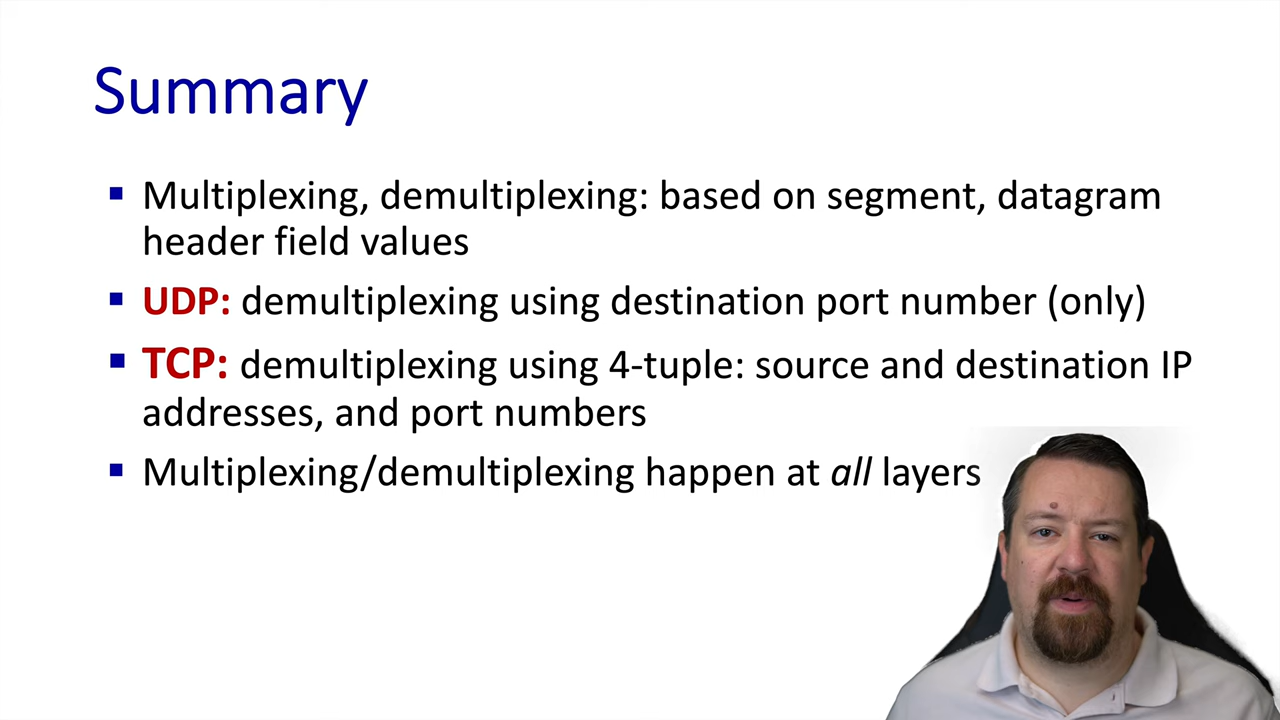 Summary
Multiplexing, demultiplexing: based on segment, datagram
header field values
UDP: demultiplexing using destination port number (only)
TCP: demultiplexing using 4-tuple: source and destination IP
addresses, and port numbers
Multiplexing/demultiplexing happen at all layers